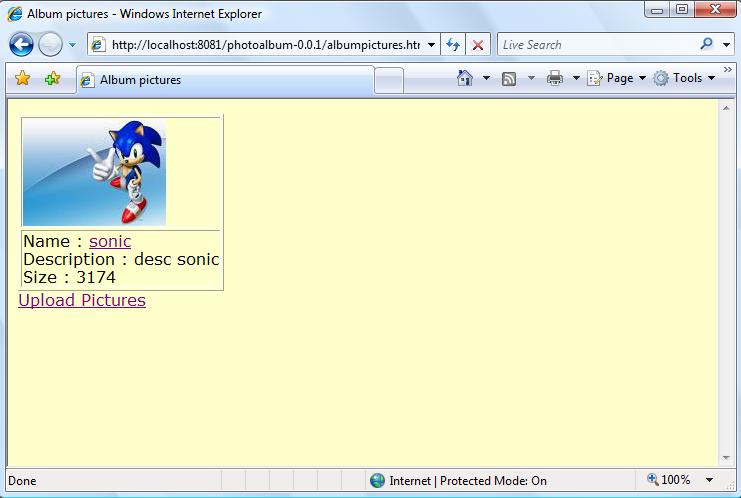 Album pictures - Windows Internet Explorer
http://localhost:8081/photoalbum-0.0.1/albumpictures.htr
Live Search
Album pictures
Page
Tools
Name : sonic
Description : desc sonic
Size : 3174
Upload Pictures
Done
Internet | Protected Mode: On
100%